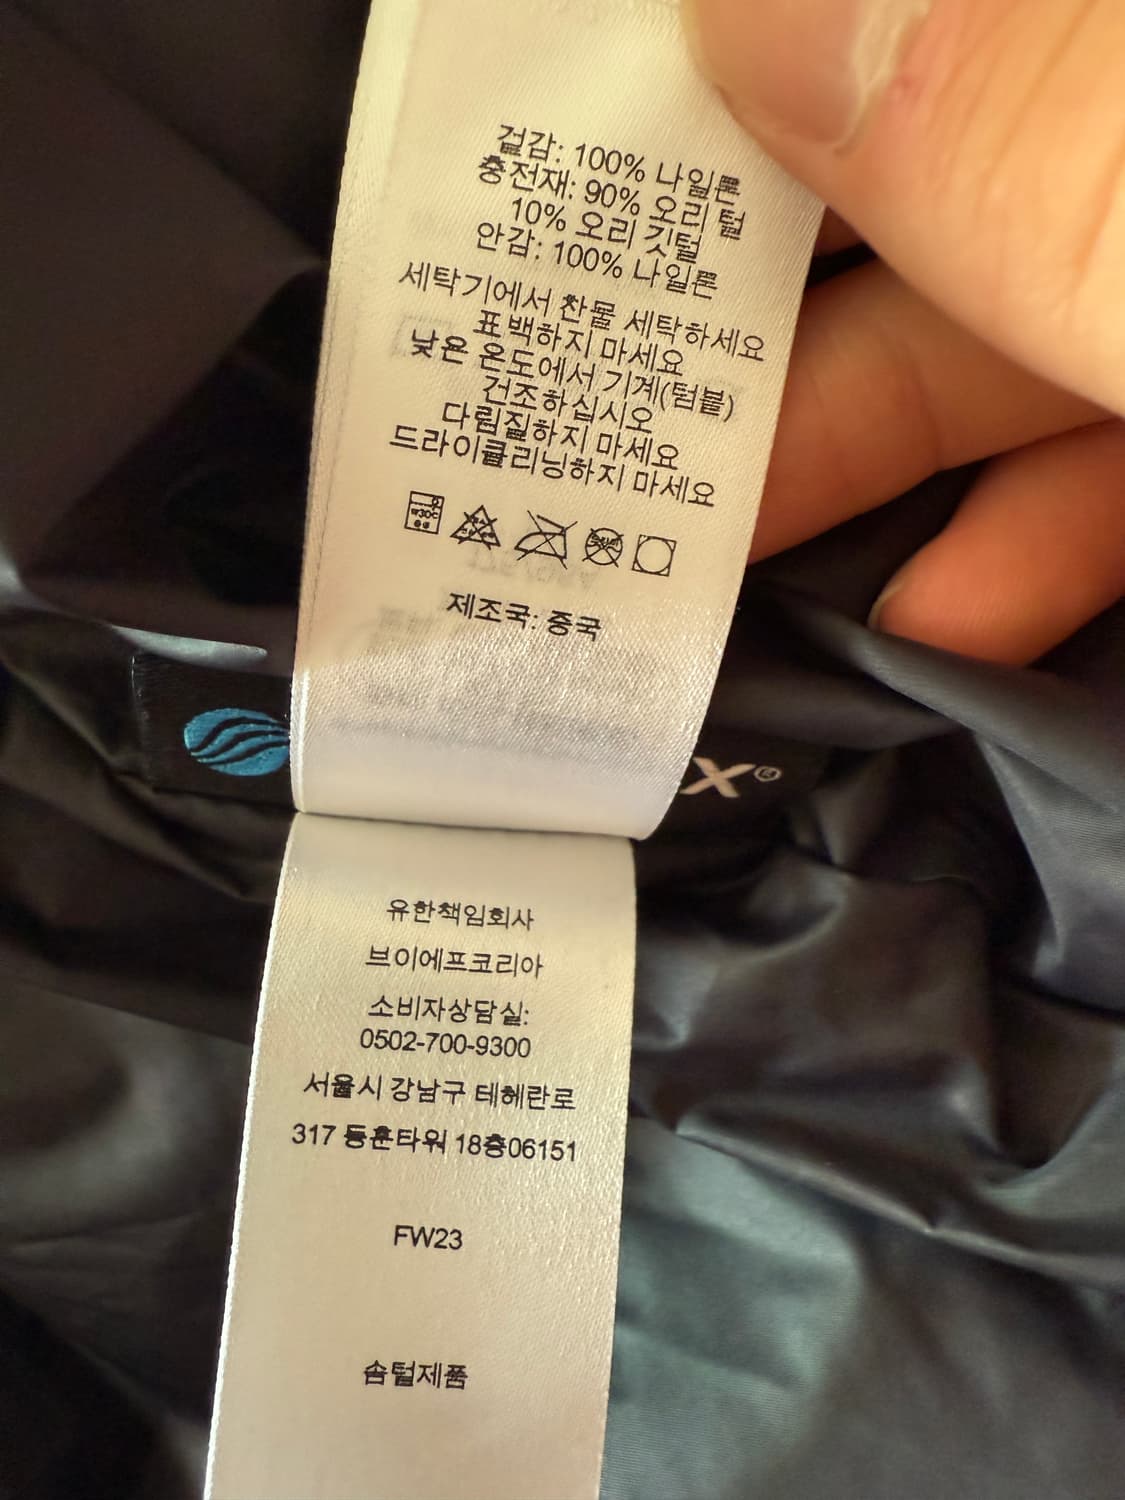 겉감: 100% 나일론
충전재: 90% 오리 털
10% 오리 깃털
안감: 100% 나일론
세탁기에서 찬물 세탁하세요
표백하지 마세요
낮은 온도에서 기계(텀블)
건조하십시오
다림질하지 마세요
드라이클리닝하지 마세요
제조국: 중국
X®
유한책임회사
브이에프코리아
소비자상담실:
0502-700-9300
서울시 강남구 테헤란로
317 동훈타워 18층06151
FW23
솜털제품